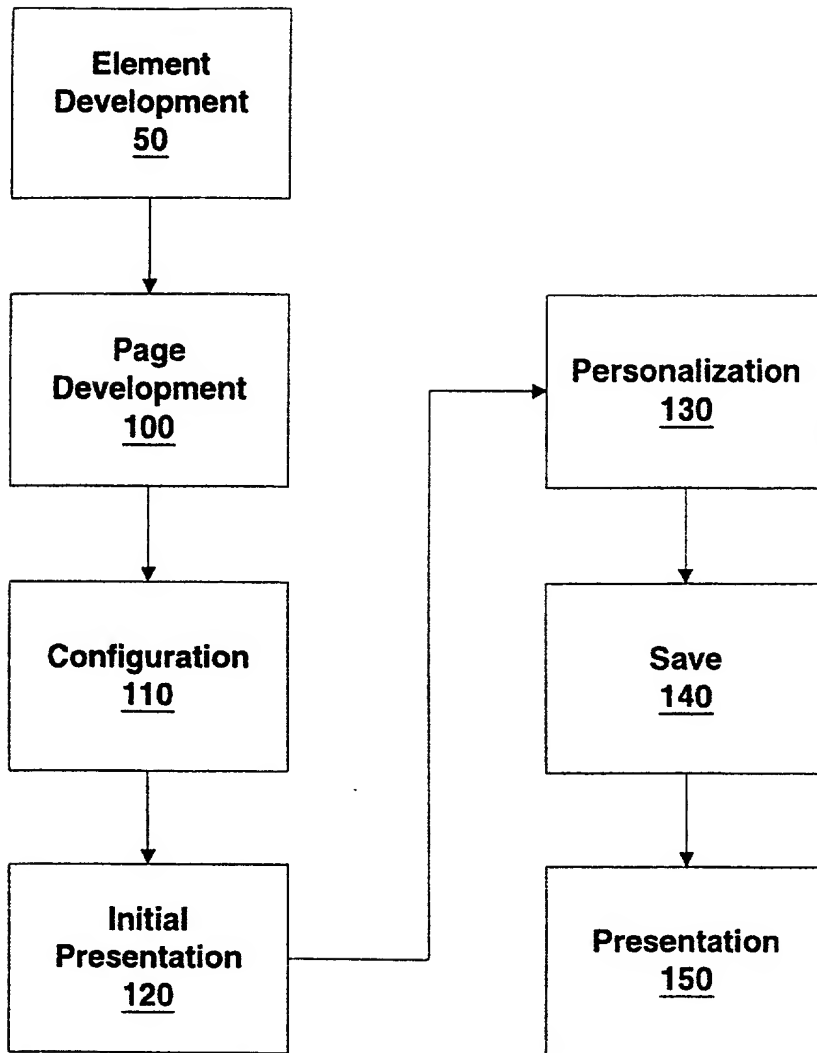 Element
Development
50
Page
Development
100
Configuration
110
Initial
Presentation
120
Personalization
130
Save
140
Presentation
150